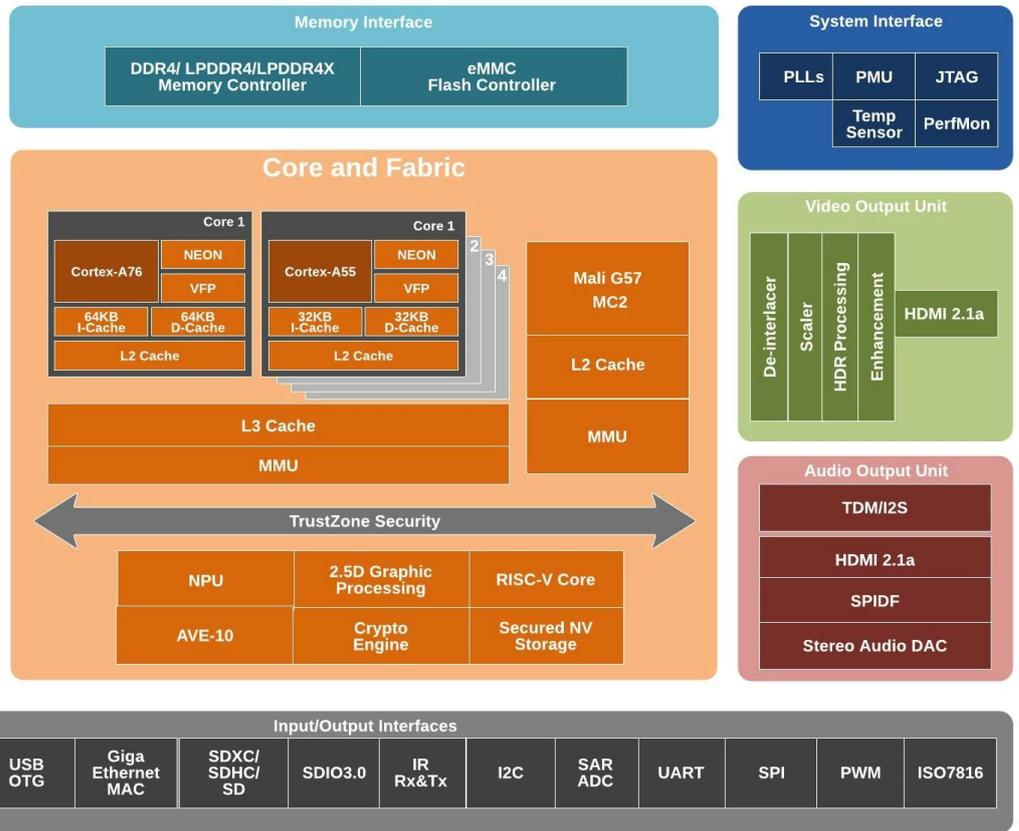 Memory Interface
DDR4/ LPDDR4/LPDDR4X
Memory Controller
eMMC
Flash Controller
System Interface
PLLs
PMU
JTAG
Temp
Sensor
PerfMon
Core and Fabric
Core 1
Cortex-A76
NEON
VFP
64KB
I-Cache
64KB
D-Cache
L2 Cache
Core 1
2
3
4
Cortex-A55
NEON
VFP
32KB
I-Cache
32KB
D-Cache
L2 Cache
Mali G57
MC2
L2 Cache
MMU
L3 Cache
MMU
TrustZone Security
NPU
2.5D Graphic
Processing
RISC-V Core
AVE-10
Crypto
Engine
Secured NV
Storage
Video Output Unit
De-interlacer
Scaler
HDR Processing
Enhancement
HDMI 2.1a
Audio Output Unit
TDM/I2S
HDMI 2.1a
SPIDF
Stereo Audio DAC
Input/Output Interfaces
USB
OTG
Giga
Ethernet
MAC
SDXC/
SDHC/
SD
SDIO3.0
IR
Rx&Tx
I2C
SAR
ADC
UART
SPI
PWM
ISO7816